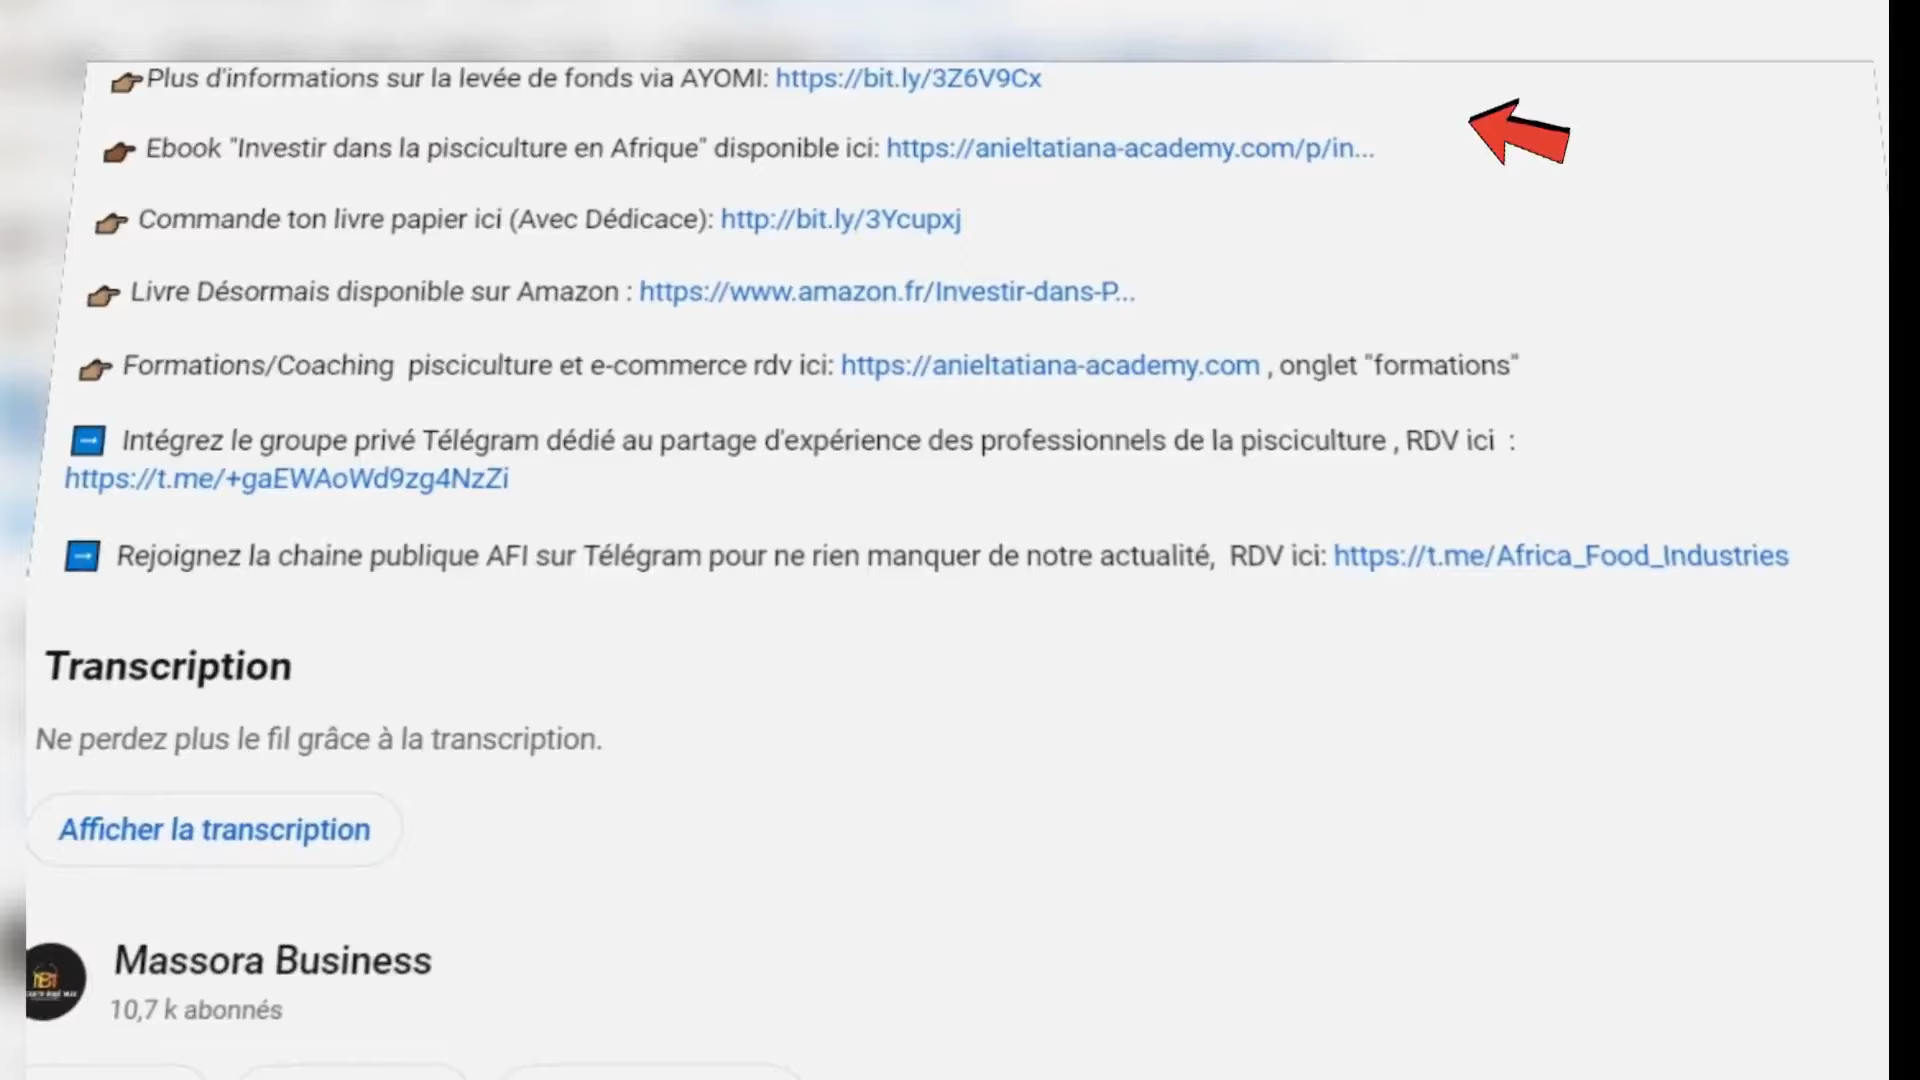 Plus d'informations sur la levée de fonds via AYOMI: https://bit.ly/3Z6V9Cx
Ebook "Investir dans la pisciculture en Afrique" disponible ici: https://anieltatiana-academy.com/p/in...
Commande ton livre papier ici (Avec Dédicace): http://bit.ly/3Ycupxj
Livre Désormais disponible sur Amazon : https://www.amazon.fr/Investir-dans-P...
Formations/Coaching pisciculture et e-commerce rdv ici: https://anieltatiana-academy.com , onglet "formations"
Intégrez le groupe privé Télégram dédié au partage d'expérience des professionnels de la pisciculture , RDV ici :
https://t.me/+gaEWAoWd9zg4NzZi
Rejoignez la chaine publique AFI sur Télégram pour ne rien manquer de notre actualité, RDV ici: https://t.me/Africa_Food_Industries
Transcription
Ne perdez plus le fil grâce à la transcription.
Afficher la transcription
Massora Business
10,7 k abonnés